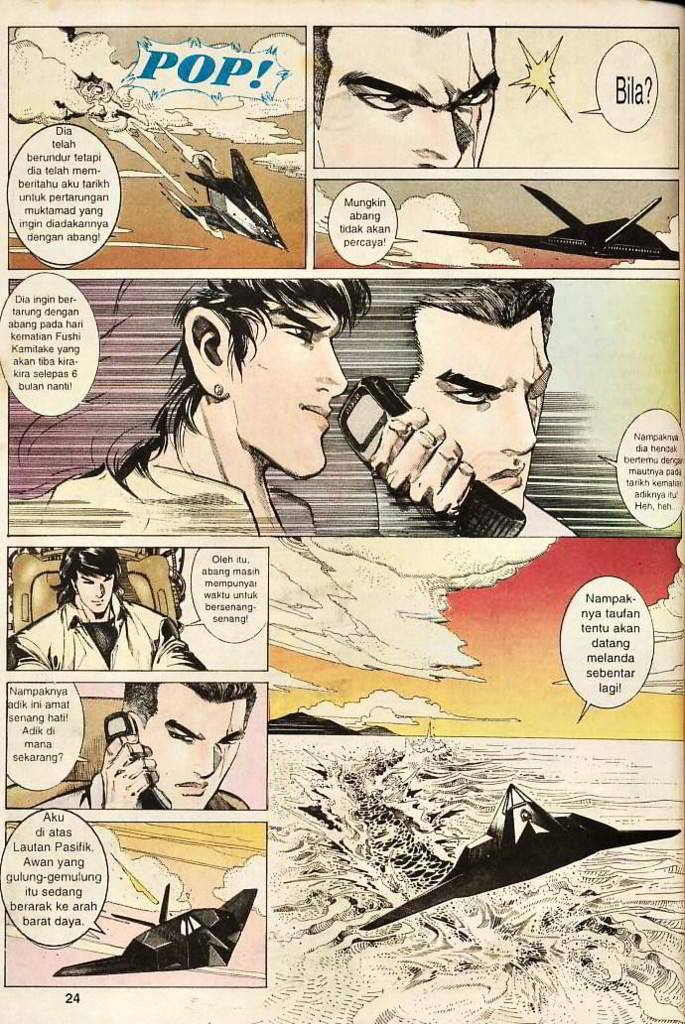 POP!
Dia
telah
berundur tetapi
dia telah mem-
beritahu aku tarikh
untuk pertarungan
muktamad yang
ingin diadakannya
dengan abang!
Bila?
Mungkin
abang
tidak akan
percaya!
Dia ingin ber-
tarung dengan
abang pada hari
kematian Fushi
Kamitake yang
akan tiba kira-
kira selepas 6
bulan nanti!
Nampaknya
dia hendak
bertemu dengan
mautnya pada
tarikh kematian
adiknya itu!
Heh, heh...
Oleh itu,
abang masih
mempunyai
waktu untuk
bersenang-
senang!
Nampaknya
adik ini amat
senang hati!
Adik di
mana
sekarang?
Aku
di atas
Lautan Pasifik.
Awan yang
gulung-gemulung
itu sedang
berarak ke arah
barat daya.
Nampak-
nya taufan
tentu akan
datang
melanda
sebentar
lagi!
24